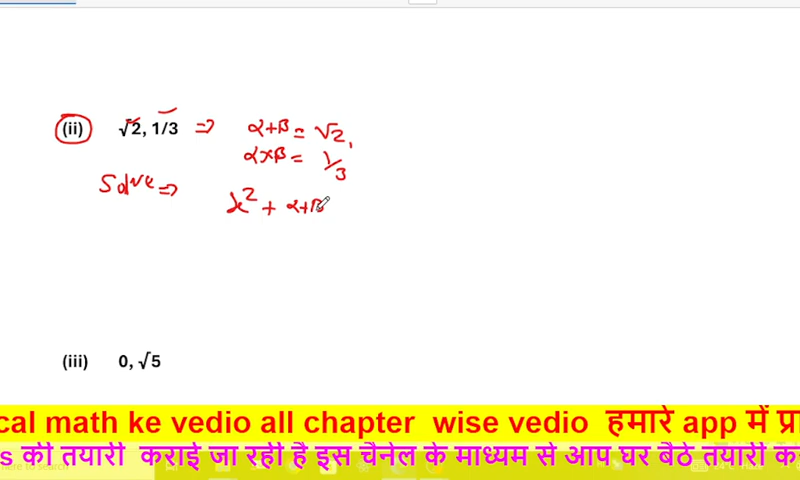 (ii) √2, 1/3 => α+β = √2,
α×β = 1/3
Solve =>
x² + α+β
(iii) 0, √5
cal math ke vedio all chapter wise vedio हमारे app में प्रा
s की तयारी कराई जा रही है इस चैनेल के माध्यम से आप घर बैठे तयारी क